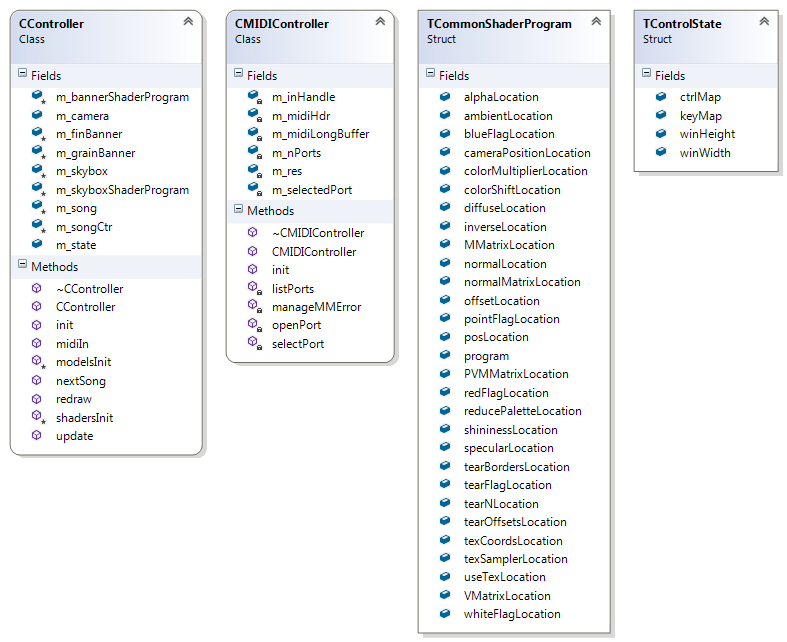 CController
Class
Fields
m_bannerShaderProgram
m_camera
m_finBanner
m_grainBanner
m_skybox
m_skyboxShaderProgram
m_song
m_songCtr
m_state
Methods
~CController
CController
init
midiIn
modelsInit
nextSong
redraw
shadersInit
update
CMIDIController
Class
Fields
m_inHandle
m_midiHdr
m_midiLongBuffer
m_nPorts
m_res
m_selectedPort
Methods
~CMIDIController
CMIDIController
init
listPorts
manageMMError
openPort
selectPort
TCommonShaderProgram
Struct
Fields
alphaLocation
ambientLocation
blueFlagLocation
cameraPositionLocation
colorMultiplierLocation
colorShiftLocation
diffuseLocation
inverseLocation
MMatrixLocation
normalLocation
normalMatrixLocation
offsetLocation
pointFlagLocation
posLocation
program
PVMMatrixLocation
redFlagLocation
reducePaletteLocation
shininessLocation
specularLocation
tearBordersLocation
tearFlagLocation
tearNLocation
tearOffsetsLocation
texCoordsLocation
texSamplerLocation
useTexLocation
VMatrixLocation
whiteFlagLocation
TControlState
Struct
Fields
ctrlMap
keyMap
winHeight
winWidth